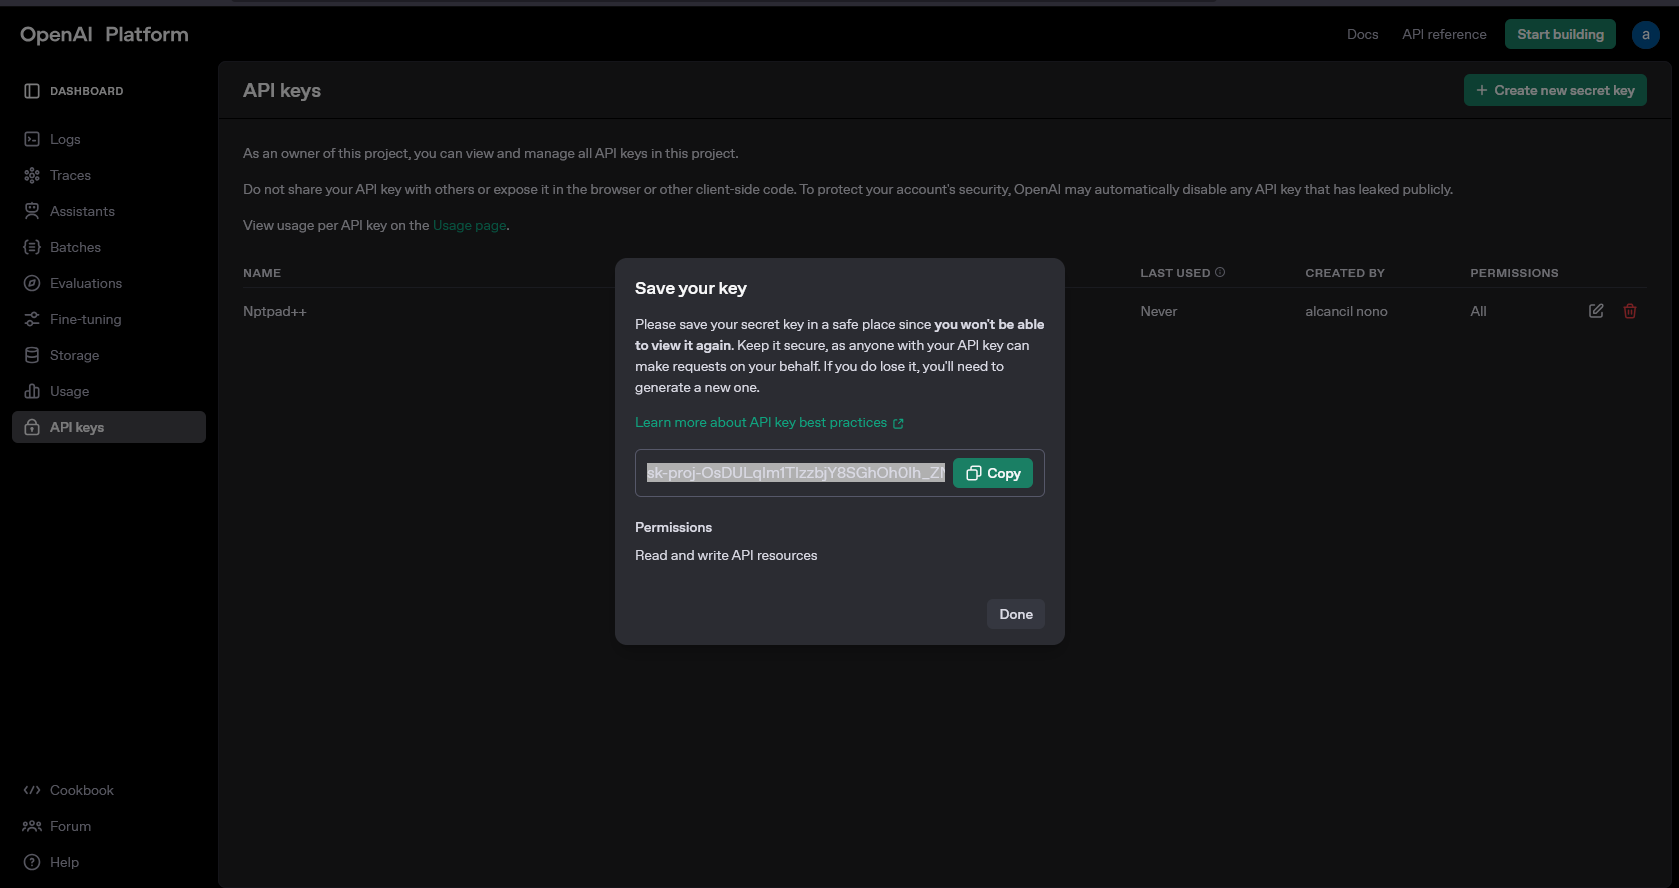 OpenAI Platform
Docs
API reference
Start building
a
DASHBOARD
Logs
Traces
Assistants
Batches
Evaluations
Fine-tuning
Storage
Usage
API keys
Cookbook
Forum
Help
API keys
+ Create new secret key
As an owner of this project, you can view and manage all API keys in this project.
Do not share your API key with others or expose it in the browser or other client-side code. To protect your account's security, OpenAI may automatically disable any API key that has leaked publicly.
View usage per API key on the Usage page.
NAME
LAST USED
CREATED BY
PERMISSIONS
Nptpad++
Never
alcancil nono
All
Save your key
Please save your secret key in a safe place since you won't be able
to view it again. Keep it secure, as anyone with your API key can
make requests on your behalf. If you do lose it, you'll need to
generate a new one.
Learn more about API key best practices
Copy
Permissions
Read and write API resources
Done